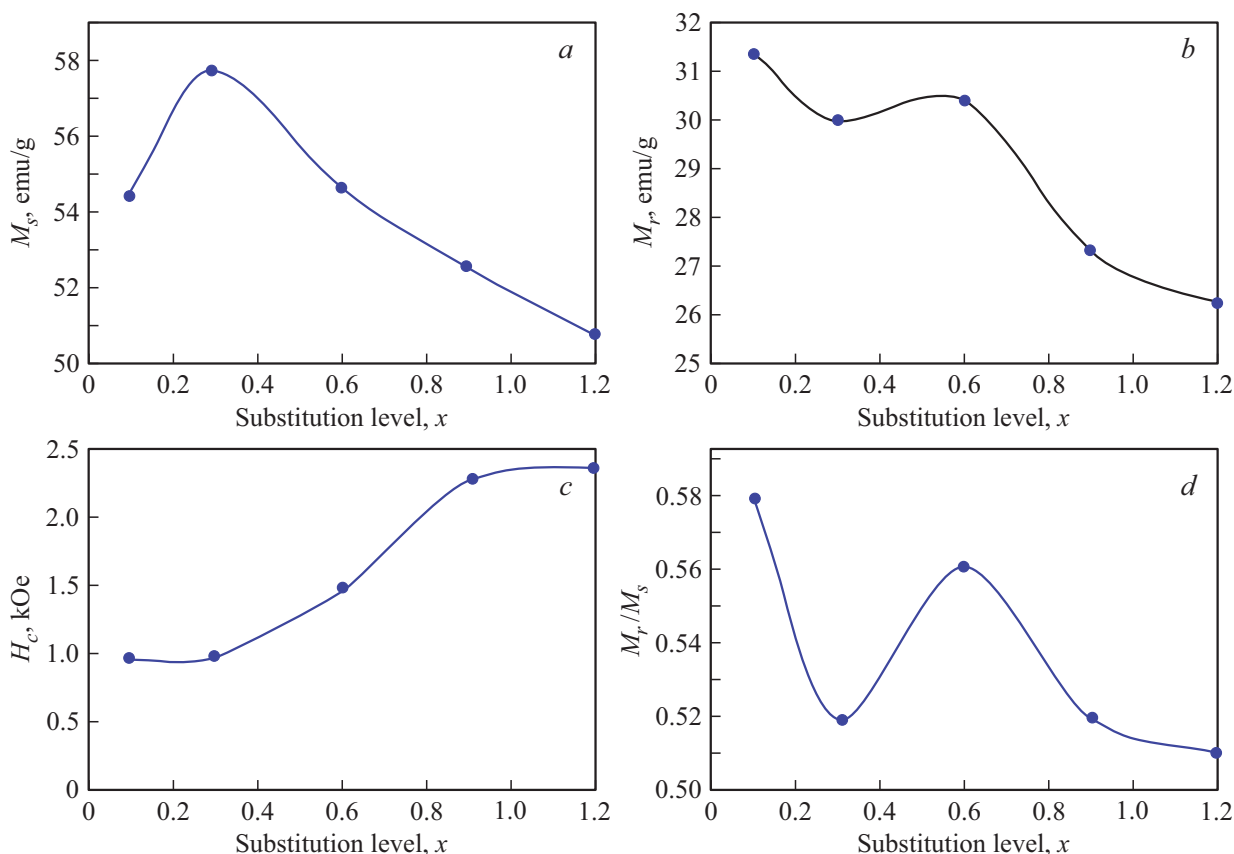 a
58
56
54
52
50
M_s, emu/g
0 0.2 0.4 0.6 0.8 1.0 1.2
Substitution level, x
b
32
31
30
29
28
27
26
25
M_r, emu/g
0 0.2 0.4 0.6 0.8 1.0 1.2
Substitution level, x
c
2.5
2.0
1.5
1.0
0.5
0
H_c, kOe
0 0.2 0.4 0.6 0.8 1.0 1.2
Substitution level, x
d
0.58
0.56
0.54
0.52
0.50
M_r/M_s
0 0.2 0.4 0.6 0.8 1.0 1.2
Substitution level, x